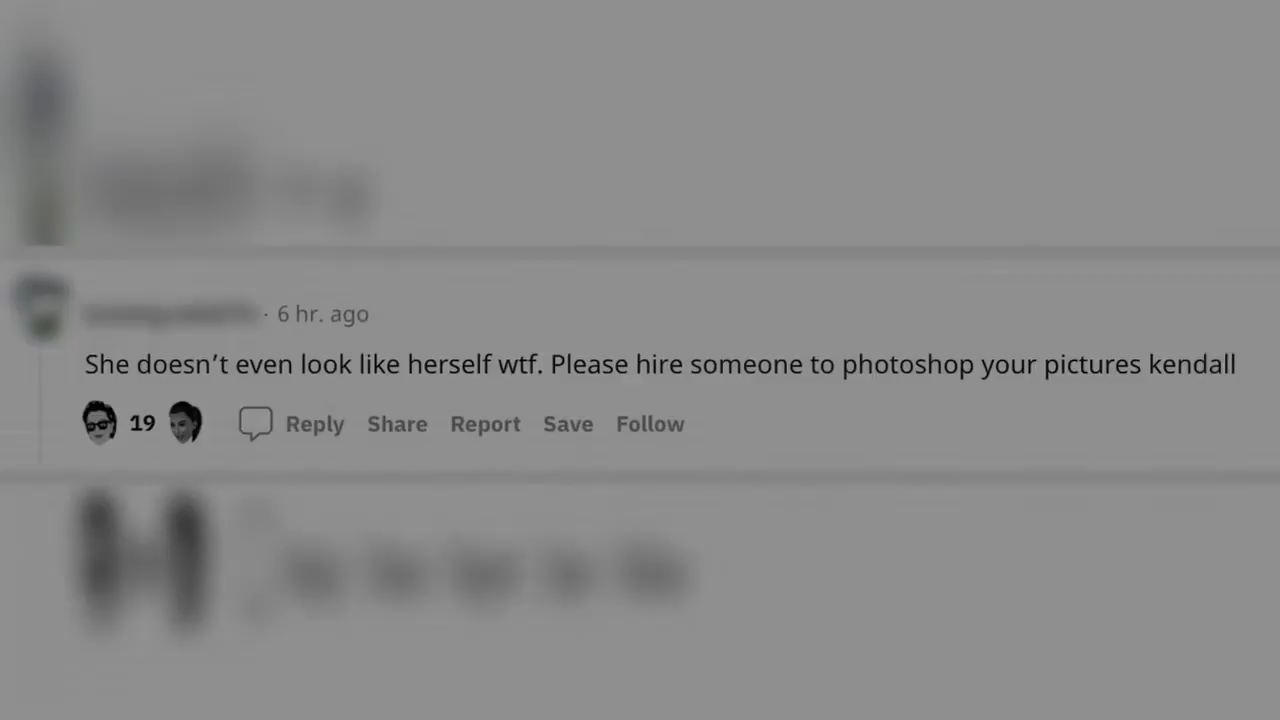 · 6 hr. ago
She doesn’t even look like herself wtf. Please hire someone to photoshop your pictures kendall
19 Reply Share Report Save Follow